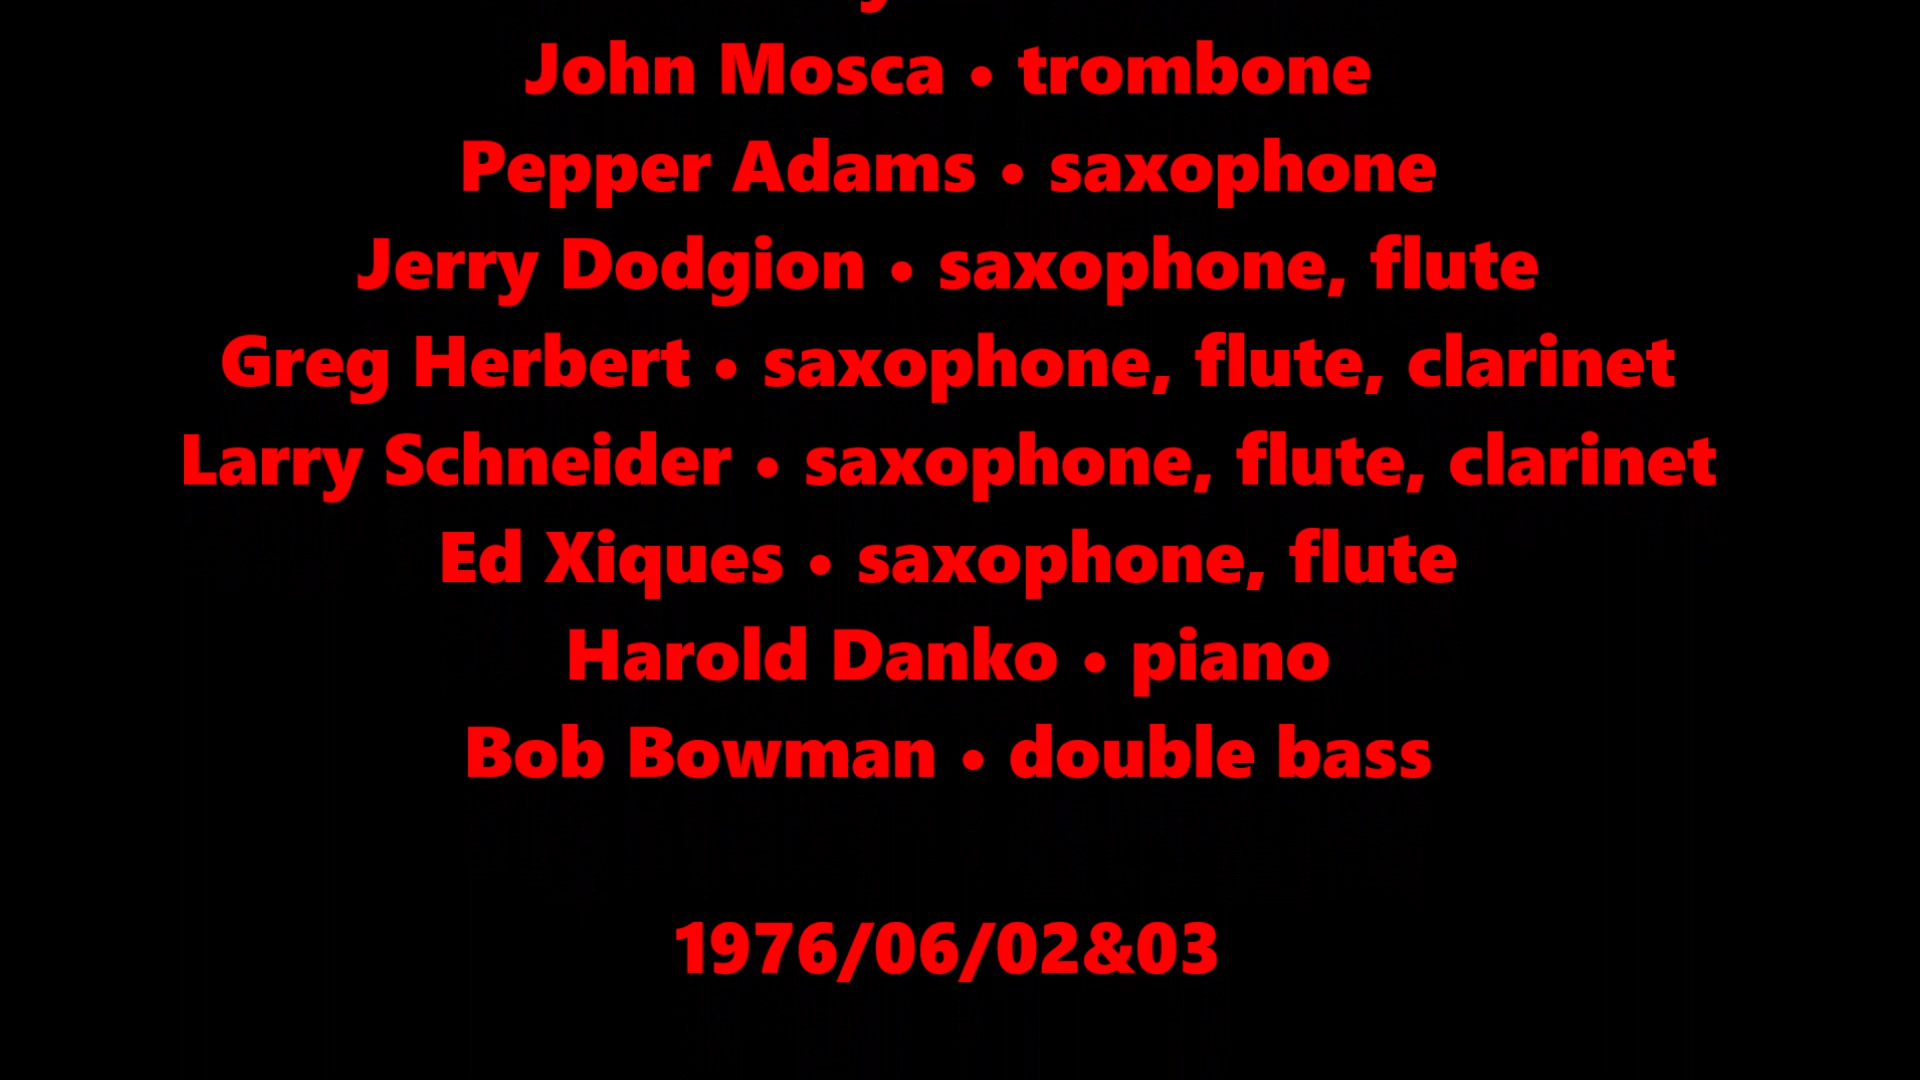 John Mosca • trombone
Pepper Adams • saxophone
Jerry Dodgion • saxophone, flute
Greg Herbert • saxophone, flute, clarinet
Larry Schneider • saxophone, flute, clarinet
Ed Xiques • saxophone, flute
Harold Danko • piano
Bob Bowman • double bass
1976/06/02&03